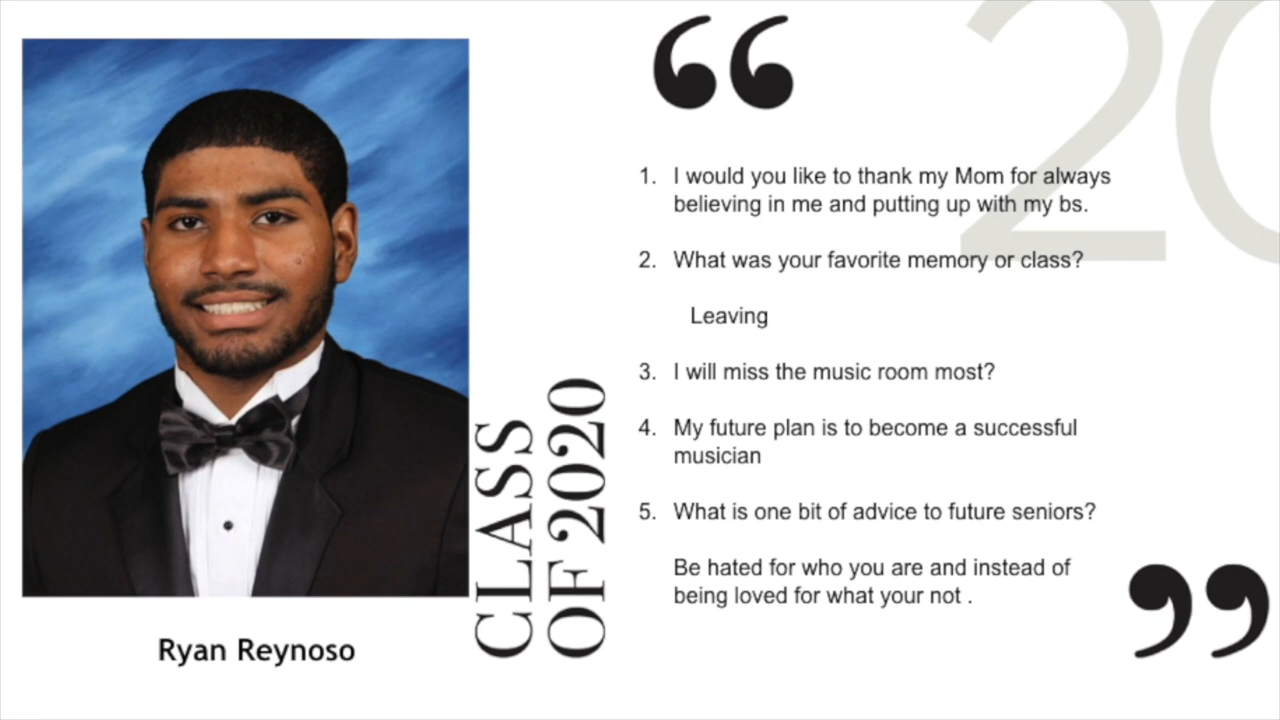 20
1. I would you like to thank my Mom for always
believing in me and putting up with my bs.
2. What was your favorite memory or class?
Leaving
3. I will miss the music room most?
4. My future plan is to become a successful
musician
5. What is one bit of advice to future seniors?
Be hated for who you are and instead of
being loved for what your not .
CLASS
OF 2020
Ryan Reynoso